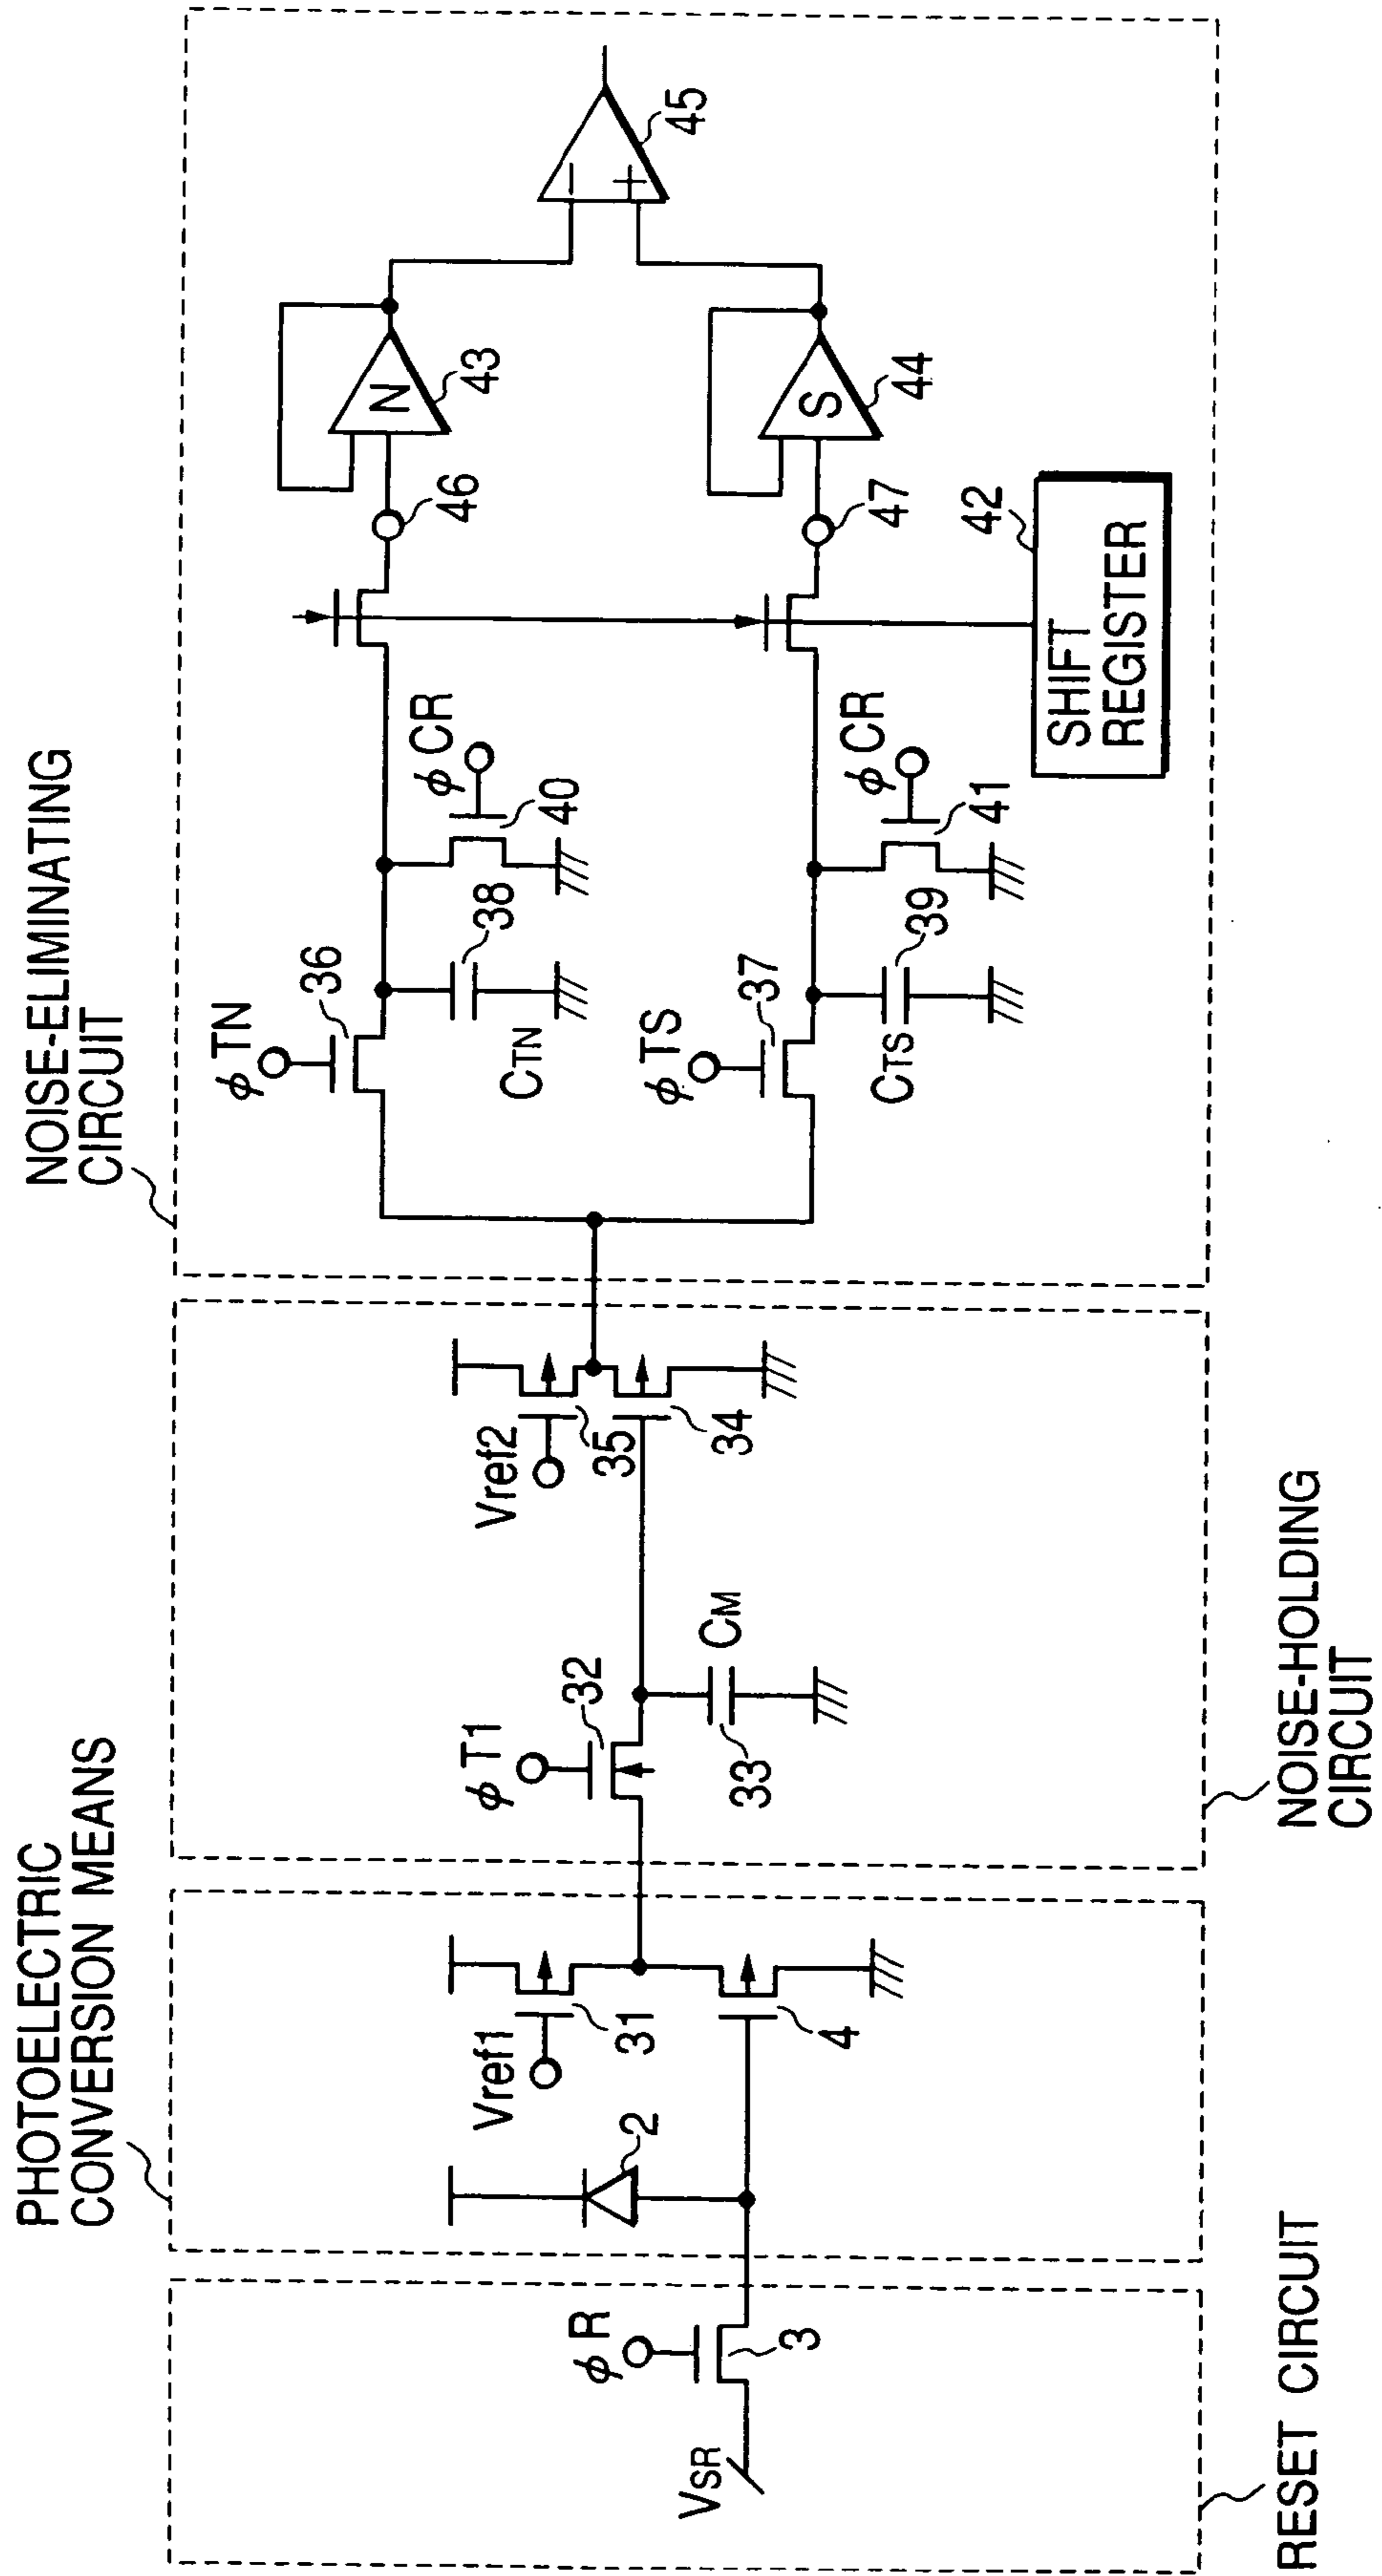 PHOTOELECTRIC
CONVERSION MEANS
NOISE-ELIMINATING
CIRCUIT
VSR
ϕR
3
2
Vref1
31
4
ϕT1
32
33
CM
Vref2
35
34
ϕTN
36
CTN
38
ϕCR
40
46
N
43
ϕTS
37
CTS
39
ϕCR
41
47
S
44
45
42
SHIFT
REGISTER
RESET CIRCUIT
NOISE-HOLDING
CIRCUIT